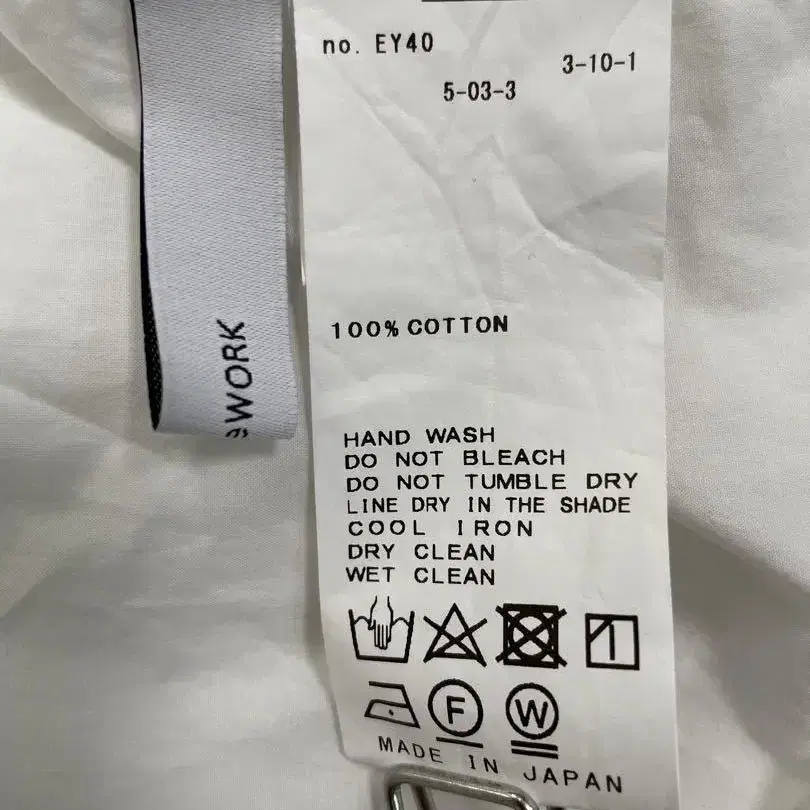 no. EY40
3-10-1
5-03-3
100% COTTON
HAND WASH
DO NOT BLEACH
DO NOT TUMBLE DRY
LINE DRY IN THE SHADE
COOL IRON
DRY CLEAN
WET CLEAN
F
W
MADE IN JAPAN
eWORK